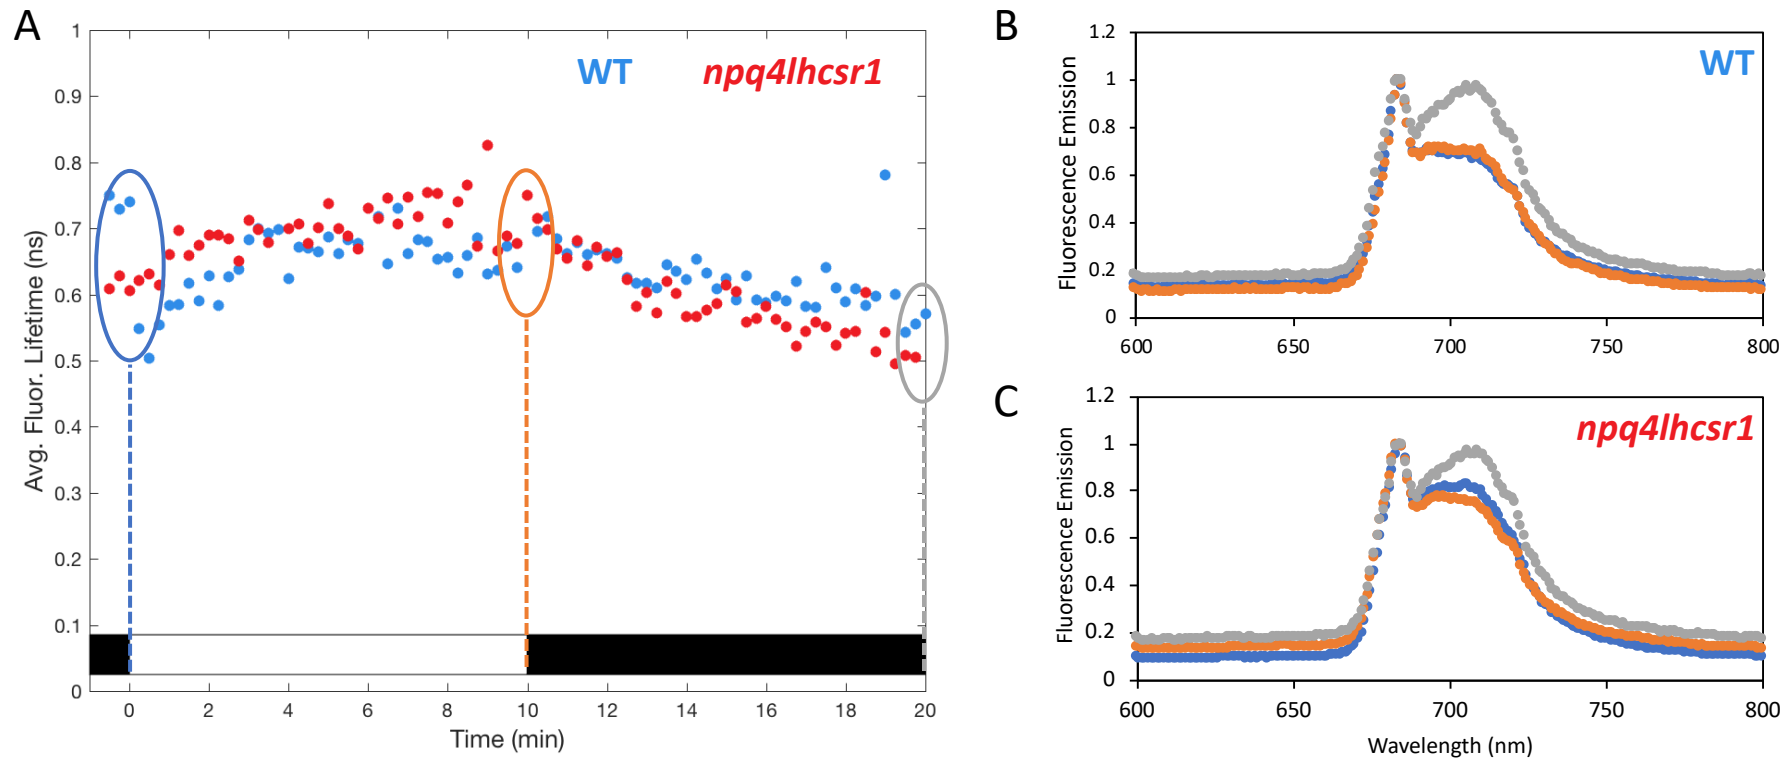 A
WT npq4lhcsr1
1
0.9
0.8
0.7
0.6
0.5
0.4
0.3
0.2
0.1
0
Avg. Fluor. Lifetime (ns)
0 2 4 6 8 10 12 14 16 18 20
Time (min)
B
WT
1.2
1
0.8
0.6
0.4
0.2
0
Fluorescence Emission
600 650 700 750 800
C
npq4lhcsr1
1.2
1
0.8
0.6
0.4
0.2
0
Fluorescence Emission
600 650 700 750 800
Wavelength (nm)